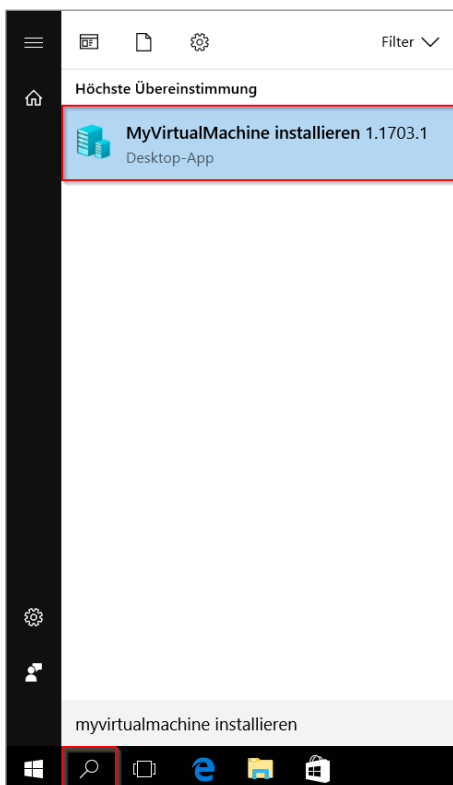 Filter
Höchste Übereinstimmung
MyVirtualMachine installieren 1.1703.1
Desktop-App
myvirtualmachine installieren